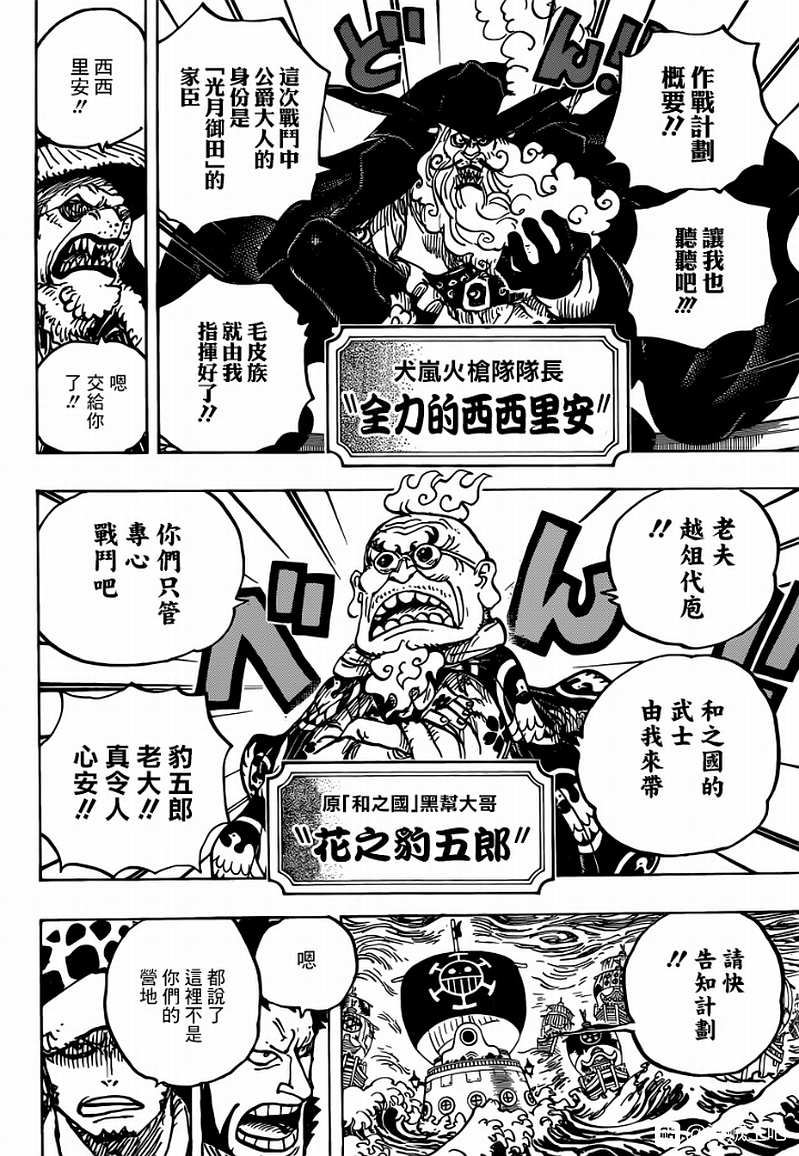 作戰計劃
概要!!
讓我也
聽聽吧!!!
どん!!
這次戰鬥中
公爵大人的
身份是
「光月御田」的
家臣
毛皮族
就由我
指揮好了!!
犬嵐火槍隊隊長
"全力的西西里安"
西西
里安!!
嗯
交給你
了!!
老夫
越俎代庖
!!
和之國的
武士
由我來帶
べん!!
你們只管
專心
戰鬥吧
豹五郎
老大!!
真令人
心安!!
原「和之國」黑幫大哥
"花之豹五郎"
請快
告知計劃
!!
嗯
都說了
這裡不是
你們的
營地